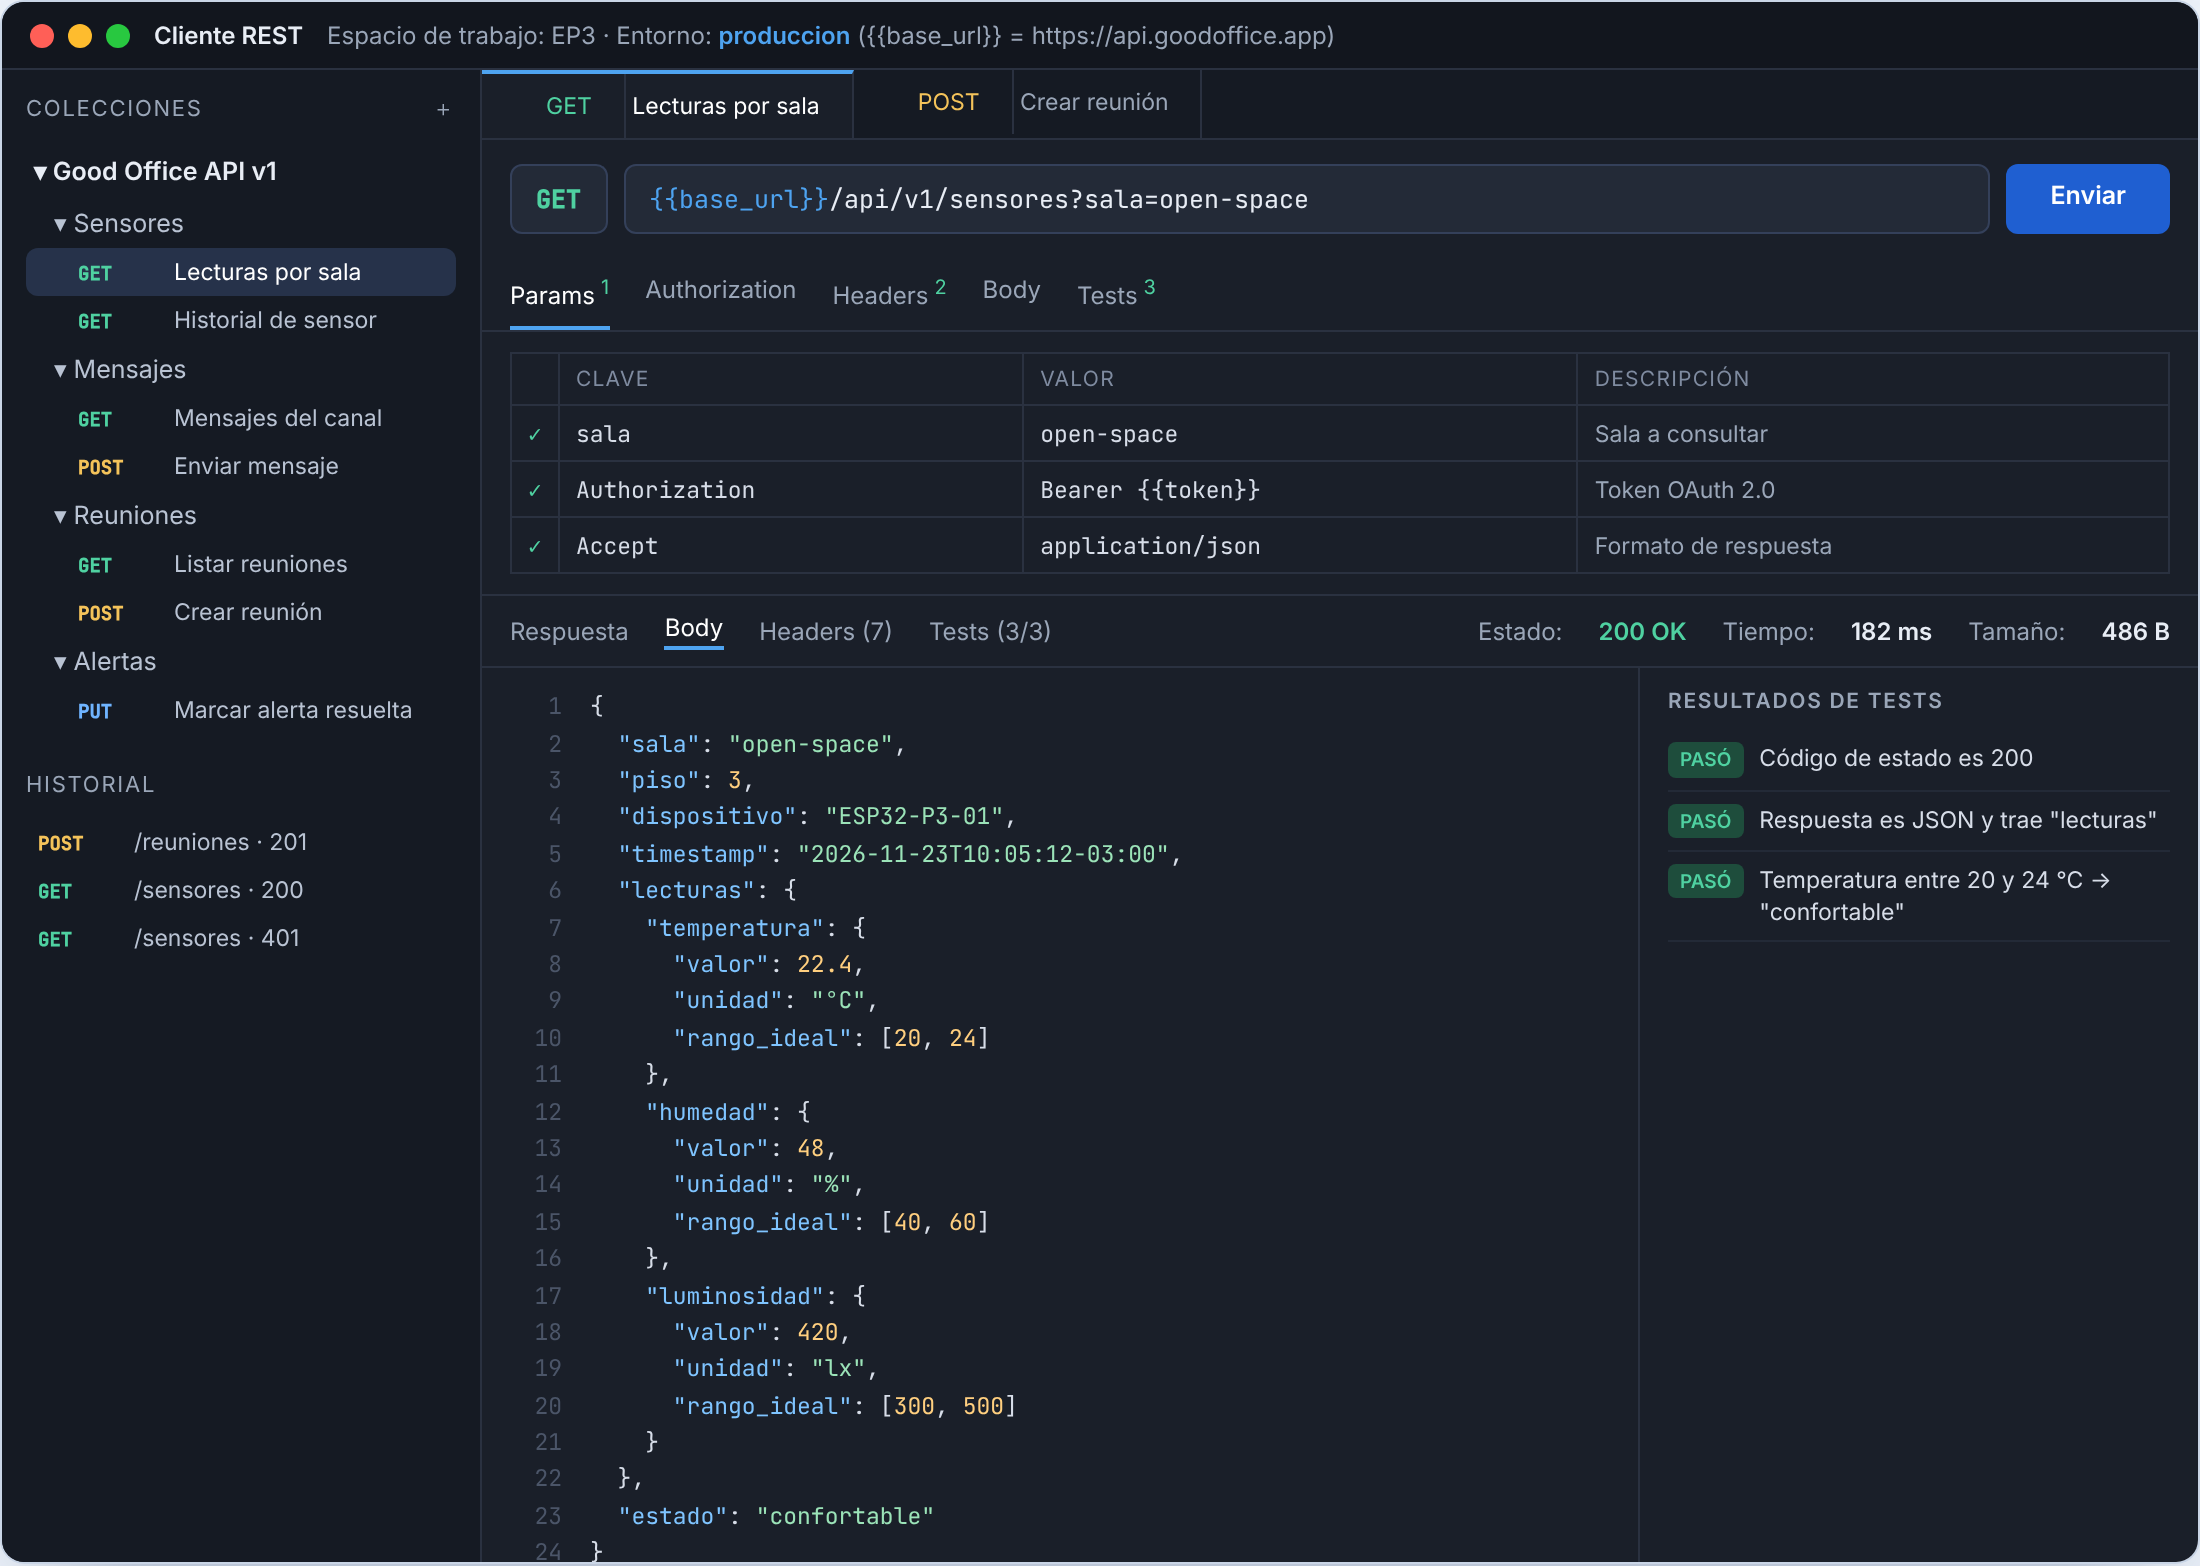 Cliente REST Espacio de trabajo: EP3 · Entorno: produccion ({{base_url}} = https://api.goodoffice.app)
COLECCIONES +
▾ Good Office API v1
▾ Sensores
GET Lecturas por sala
GET Historial de sensor
▾ Mensajes
GET Mensajes del canal
POST Enviar mensaje
▾ Reuniones
GET Listar reuniones
POST Crear reunión
▾ Alertas
PUT Marcar alerta resuelta
HISTORIAL
POST /reuniones · 201
GET /sensores · 200
GET /sensores · 401
GET Lecturas por sala POST Crear reunión
GET {{base_url}}/api/v1/sensores?sala=open-space Enviar
Params 1 Authorization Headers 2 Body Tests 3
CLAVE VALOR DESCRIPCIÓN
✓ sala open-space Sala a consultar
✓ Authorization Bearer {{token}} Token OAuth 2.0
✓ Accept application/json Formato de respuesta
Respuesta Body Headers (7) Tests (3/3) Estado: 200 OK Tiempo: 182 ms Tamaño: 486 B
1 {
2 "sala": "open-space",
3 "piso": 3,
4 "dispositivo": "ESP32-P3-01",
5 "timestamp": "2026-11-23T10:05:12-03:00",
6 "lecturas": {
7 "temperatura": {
8 "valor": 22.4,
9 "unidad": "°C",
10 "rango_ideal": [20, 24]
11 },
12 "humedad": {
13 "valor": 48,
14 "unidad": "%",
15 "rango_ideal": [40, 60]
16 },
17 "luminosidad": {
18 "valor": 420,
19 "unidad": "lx",
20 "rango_ideal": [300, 500]
21 }
22 },
23 "estado": "confortable"
24 }
RESULTADOS DE TESTS
PASÓ Código de estado es 200
PASÓ Respuesta es JSON y trae "lecturas"
PASÓ Temperatura entre 20 y 24 °C →
"confortable"